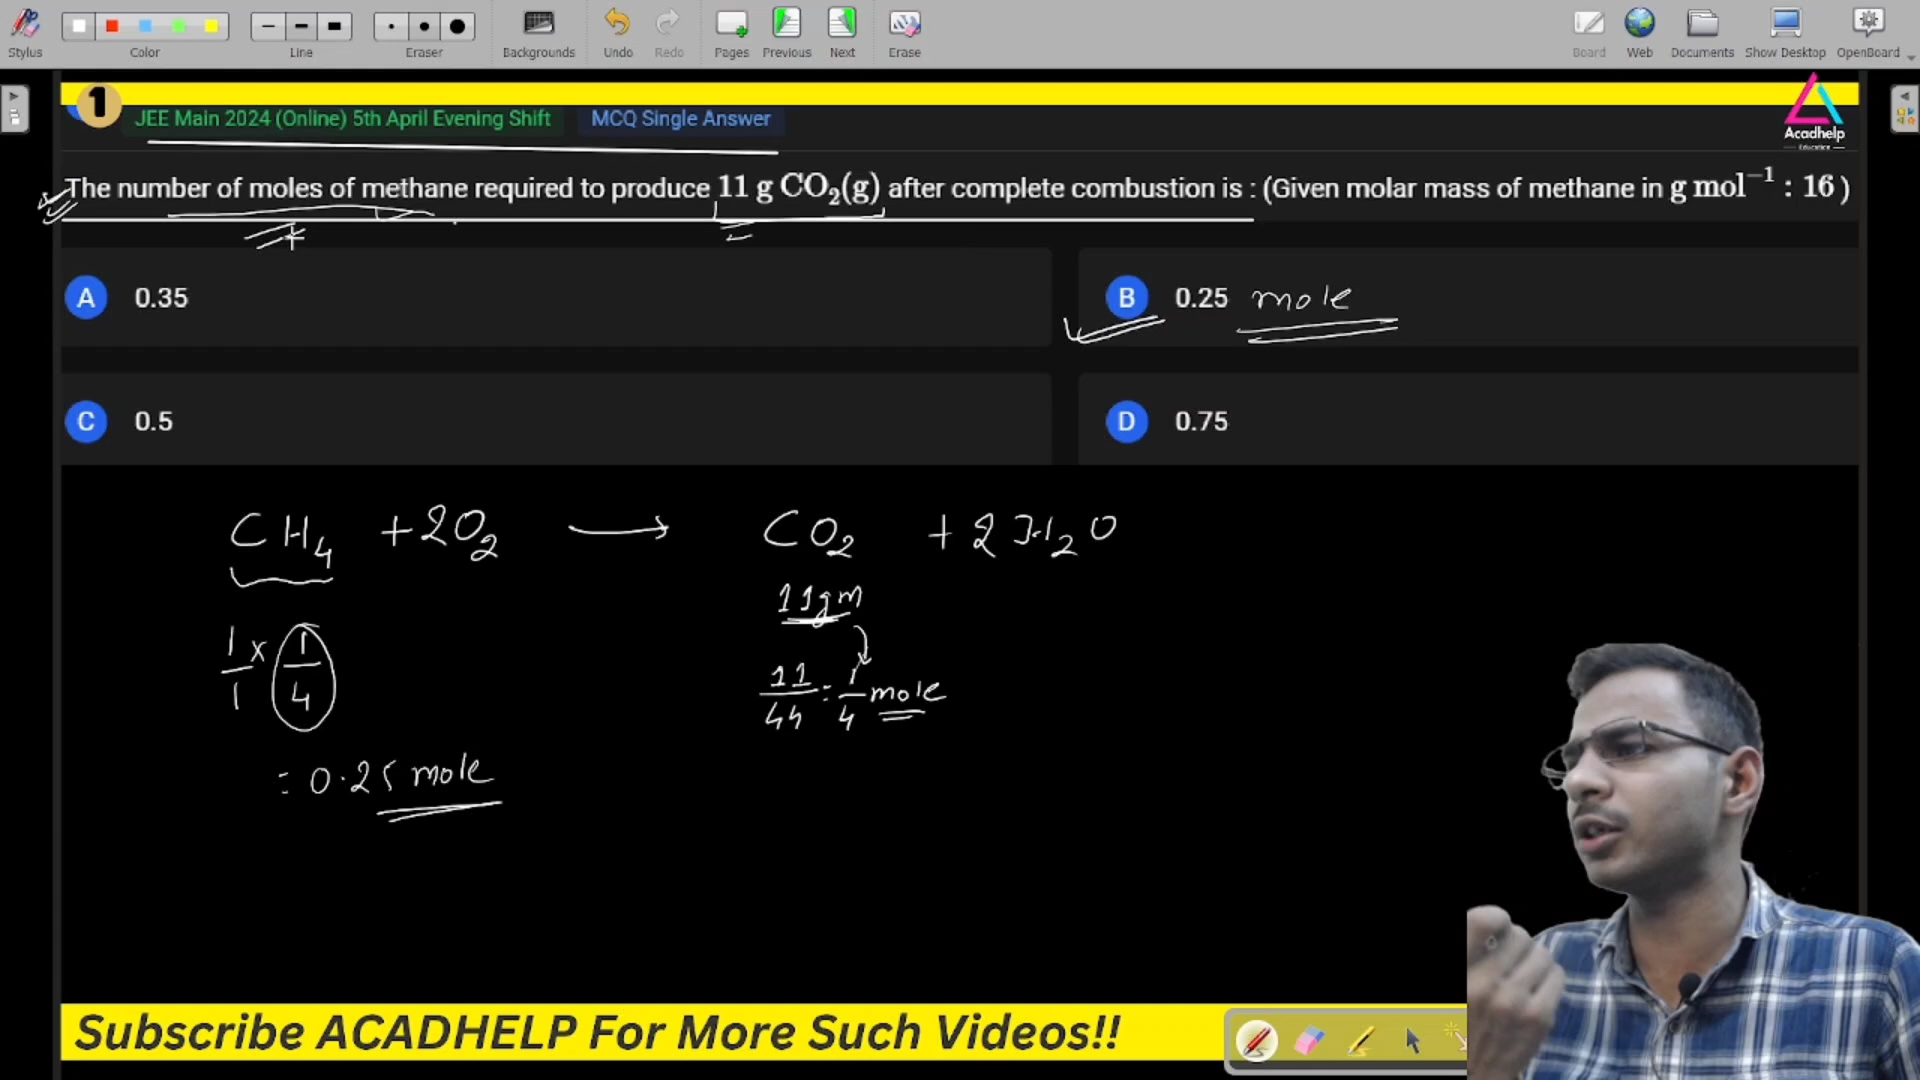 Stylus
Color
Line
Eraser
Backgrounds
Undo
Redo
Pages
Previous
Next
Erase
Board
Web
Documents
Show Desktop
OpenBoard
1
JEE Main 2024 (Online) 5th April Evening Shift
MCQ Single Answer
Acadhelp
Education
The number of moles of methane required to produce 11 g CO₂(g) after complete combustion is : (Given molar mass of methane in g mol⁻¹ : 16 )
A 0.35
B 0.25 mole
C 0.5
D 0.75
CH₄ + 2O₂ → CO₂ + 2H₂O
11gm
1/1 × 1/4
11/44 = 1/4 mole
= 0.25 mole
Subscribe ACADHELP For More Such Videos!!